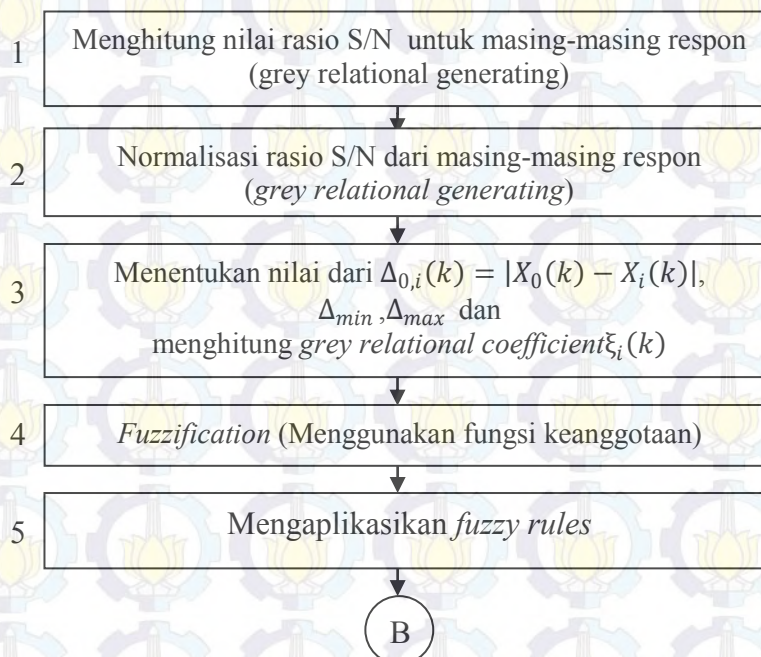 1
Menghitung nilai rasio S/N untuk masing-masing respon
(grey relational generating)
2
Normalisasi rasio S/N dari masing-masing respon
(grey relational generating)
3
Menentukan nilai dari Δ₀,ᵢ(k) = |X₀(k) − Xᵢ(k)|,
Δₘᵢₙ ,Δₘₐₓ dan
menghitung grey relational coefficientξᵢ(k)
4
Fuzzification (Menggunakan fungsi keanggotaan)
5
Mengaplikasikan fuzzy rules
B